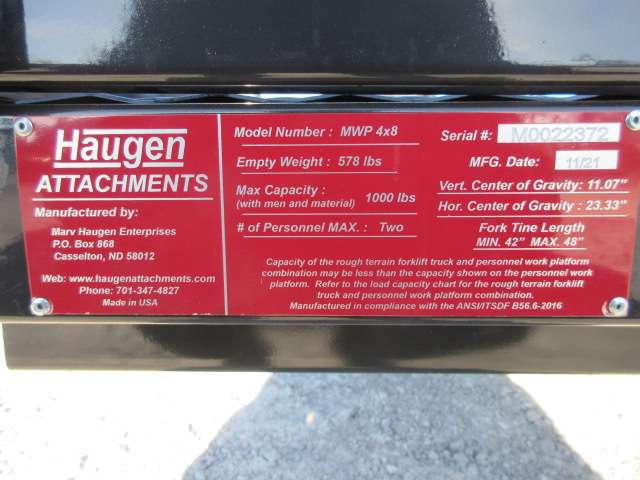 Haugen
ATTACHMENTS
Manufactured by:
Marv Haugen Enterprises
P.O. Box 868
Casselton, ND 58012
Web: www.haugenattachments.com
Phone: 701-347-4827
Made in USA
Model Number : MWP 4x8
Empty Weight : 578 lbs
Max Capacity :
(with men and material) 1000 lbs
# of Personnel MAX. : Two
Serial #: M0022372
MFG. Date: 11/21
Vert. Center of Gravity: 11.07"
Hor. Center of Gravity : 23.33"
Fork Tine Length
MIN. 42" MAX. 48"
Capacity of the rough terrain forklift truck and personnel work platform
combination may be less than the capacity shown on the personnel work
platform. Refer to the load capacity chart for the rough terrain forklift
truck and personnel work platform combination.
Manufactured in compliance with the ANSI/ITSDF B56.6-2016